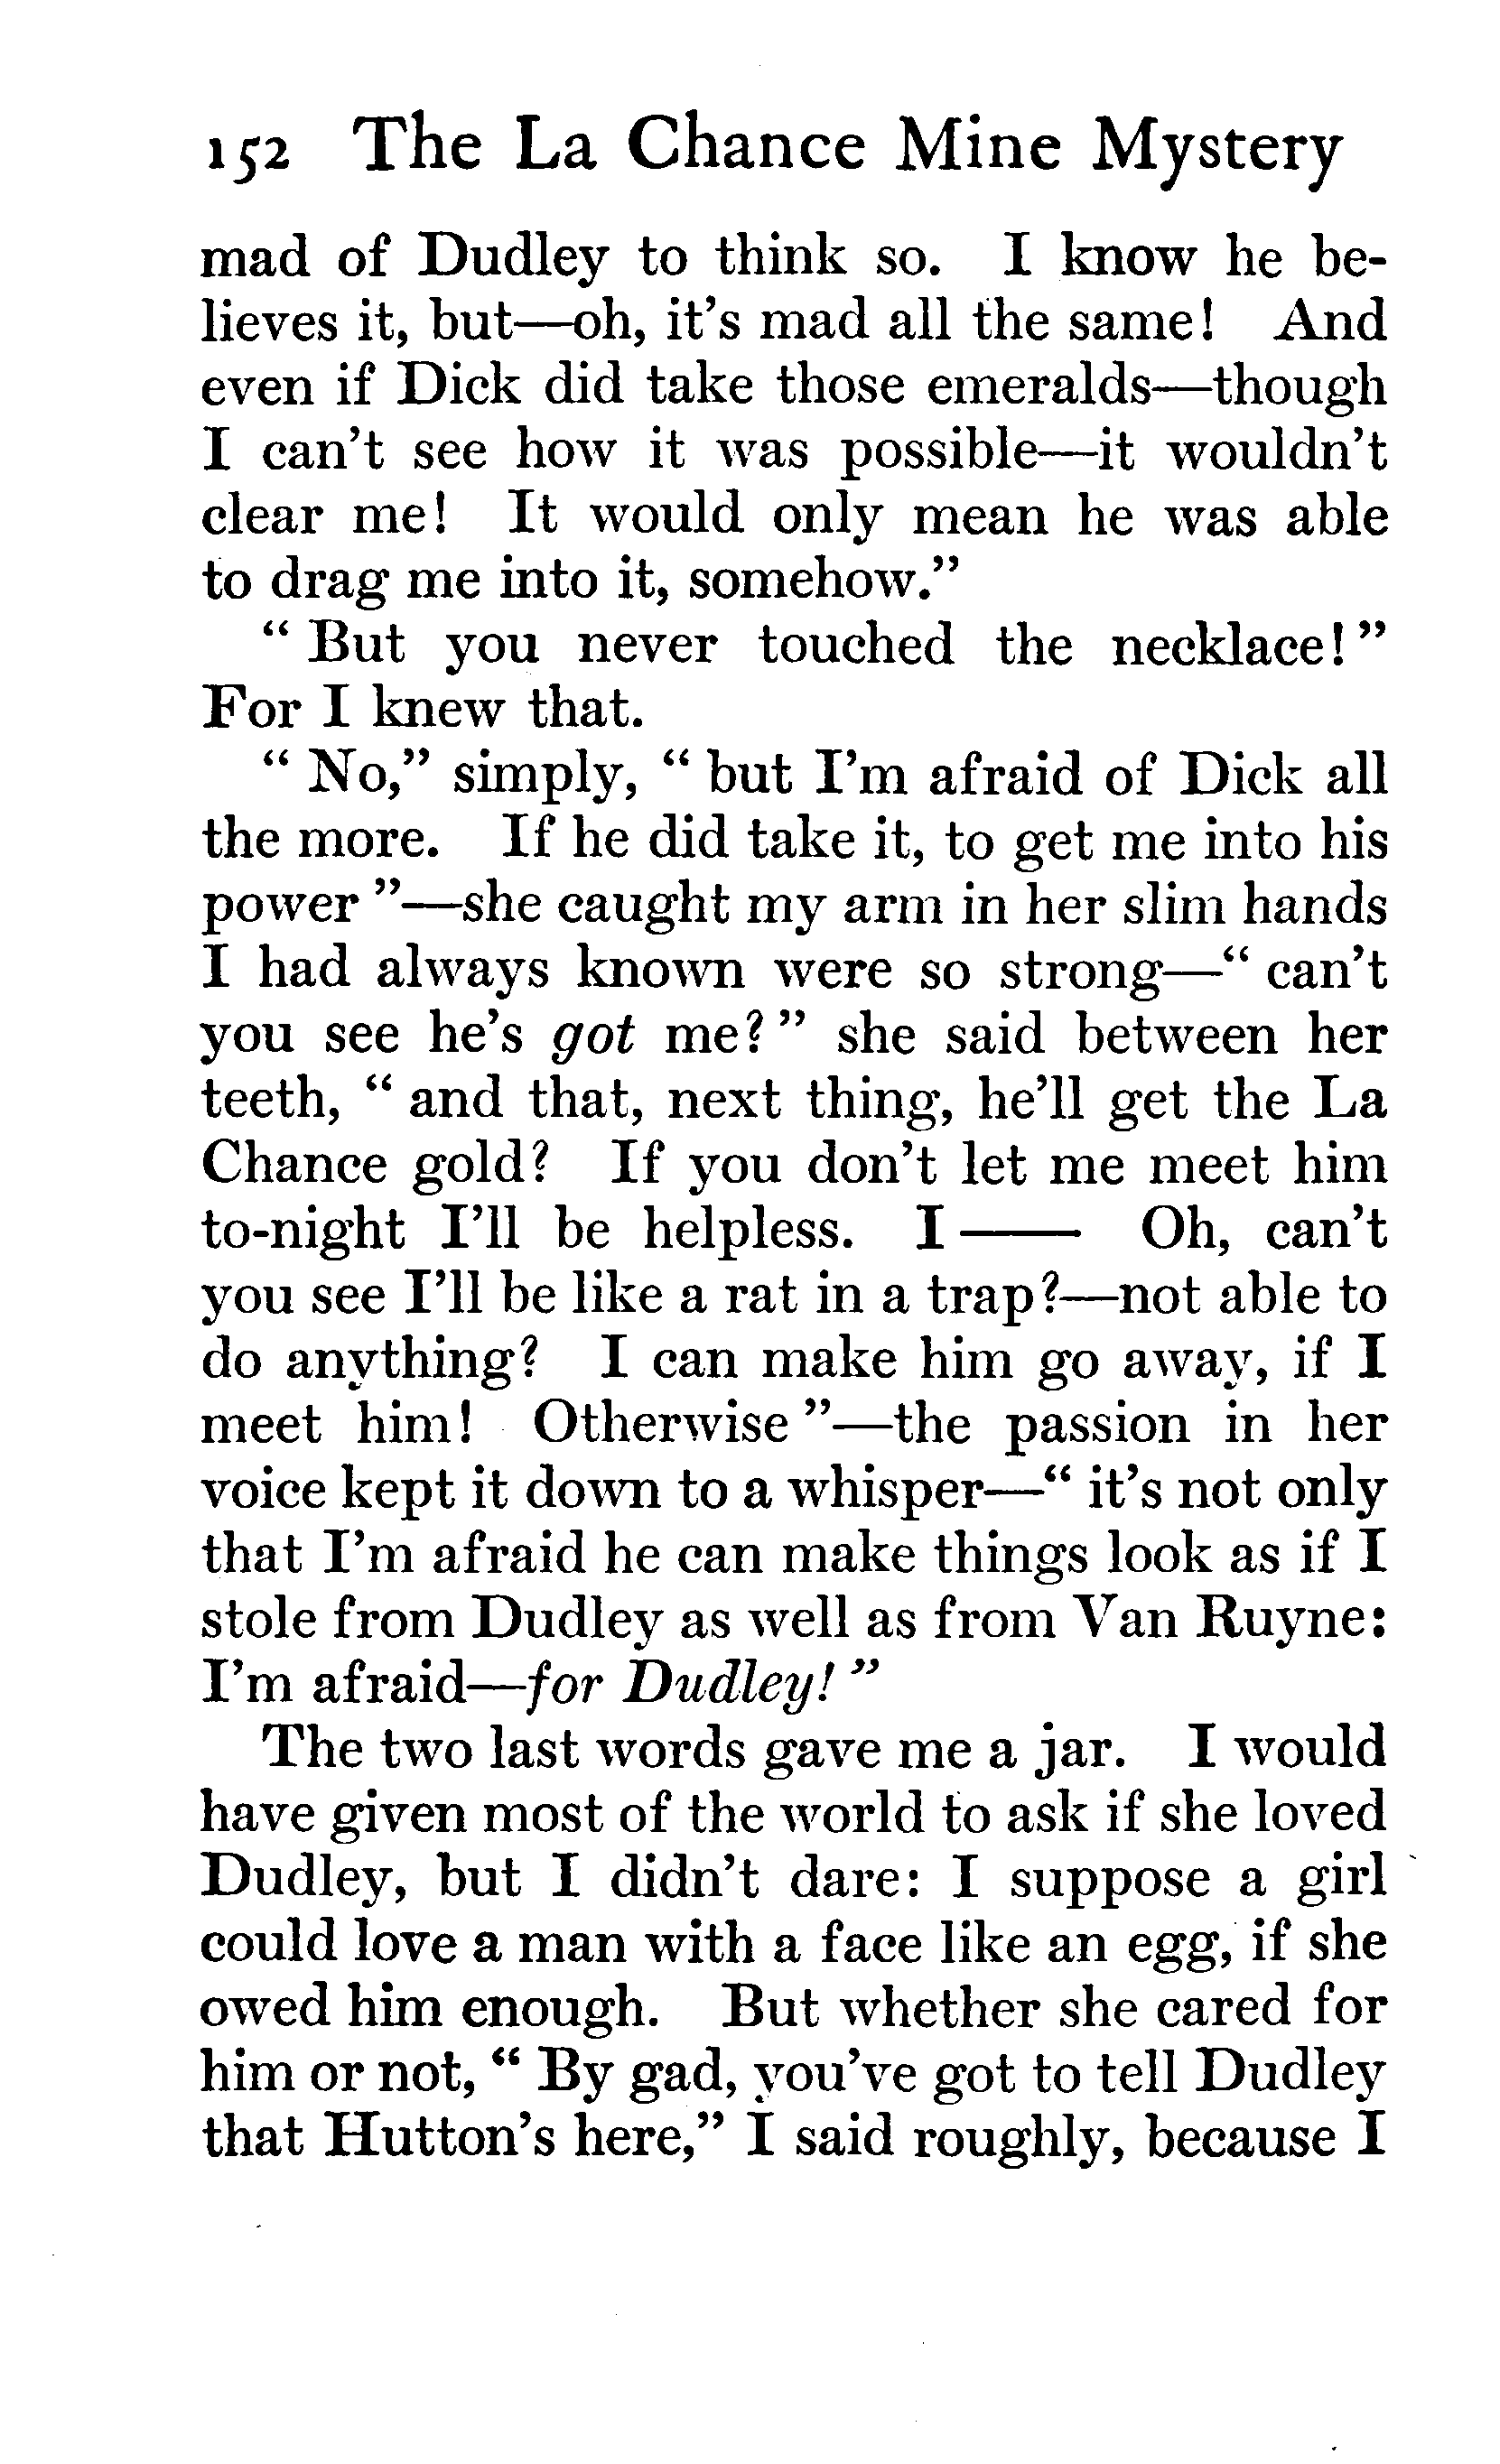 152 The La Chance Mine Mystery
mad of Dudley to think so. I know he be-
lieves it, but—oh, it's mad all the same! And
even if Dick did take those emeralds—though
I can't see how it was possible—it wouldn't
clear me! It would only mean he was able
to drag me into it, somehow."
" But you never touched the necklace! "
For I knew that.
" No," simply, " but I'm afraid of Dick all
the more. If he did take it, to get me into his
power "—she caught my arm in her slim hands
I had always known were so strong—" can't
you see he's got me? " she said between her
teeth, " and that, next thing, he'll get the La
Chance gold? If you don't let me meet him
to-night I'll be helpless. I —— Oh, can't
you see I'll be like a rat in a trap?—not able to
do anything? I can make him go away, if I
meet him! Otherwise "—the passion in her
voice kept it down to a whisper—" it's not only
that I'm afraid he can make things look as if I
stole from Dudley as well as from Van Ruyne:
I'm afraid—for Dudley! "
The two last words gave me a jar. I would
have given most of the world to ask if she loved
Dudley, but I didn't dare: I suppose a girl
could love a man with a face like an egg, if she
owed him enough. But whether she cared for
him or not, " By gad, you've got to tell Dudley
that Hutton's here," I said roughly, because I